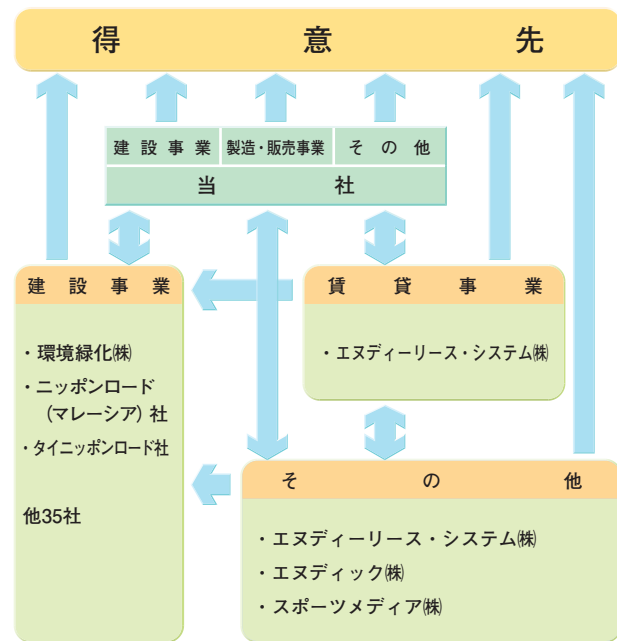 得意先
建設事業 製造・販売事業 その他
当社
建設事業
・環境緑化㈱
・ニッポンロード
(マレーシア) 社
・タイニッポンロード社
他35社
賃貸事業
・エヌディーリース・システム㈱
その他
・エヌディーリース・システム㈱
・エヌディック㈱
・スポーツメディア㈱